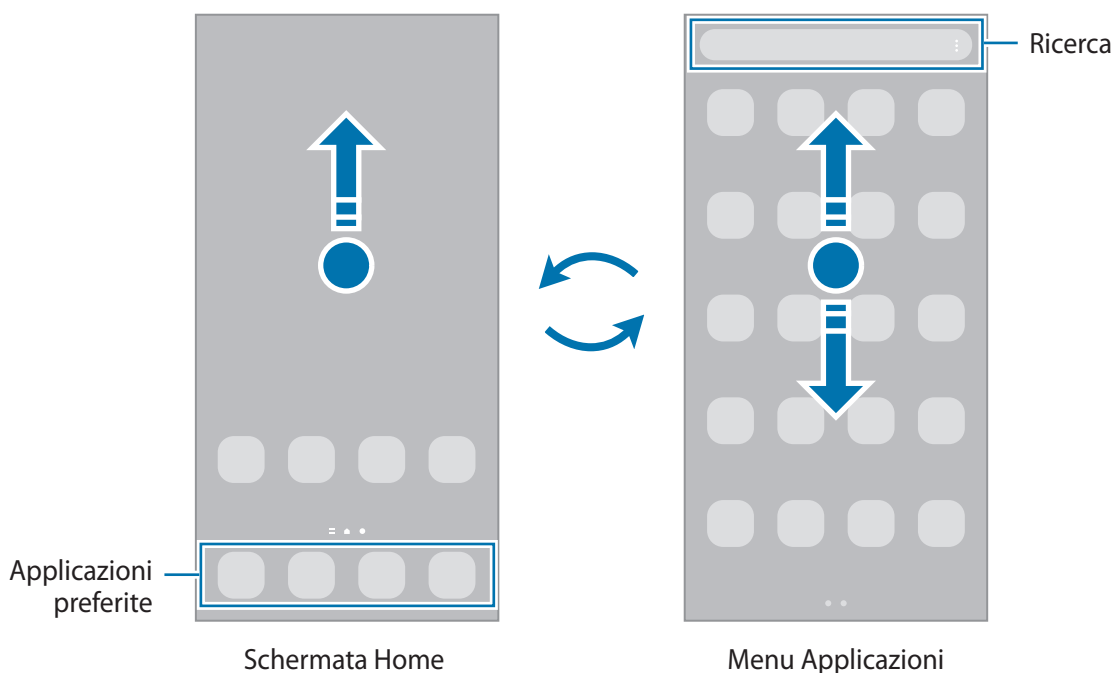 Ricerca
Applicazioni
preferite
Schermata Home
Menu Applicazioni